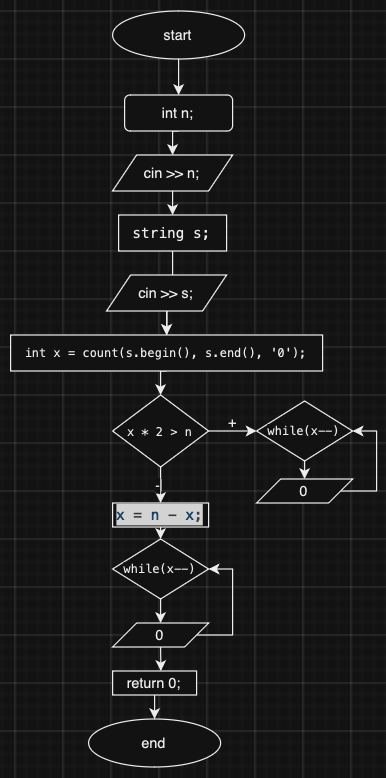 start
int n;
cin >> n;
string s;
cin >> s;
int x = count(s.begin(), s.end(), '0');
x * 2 > n
+
while(x--)
0
-
x = n - x;
while(x--)
0
return 0;
end